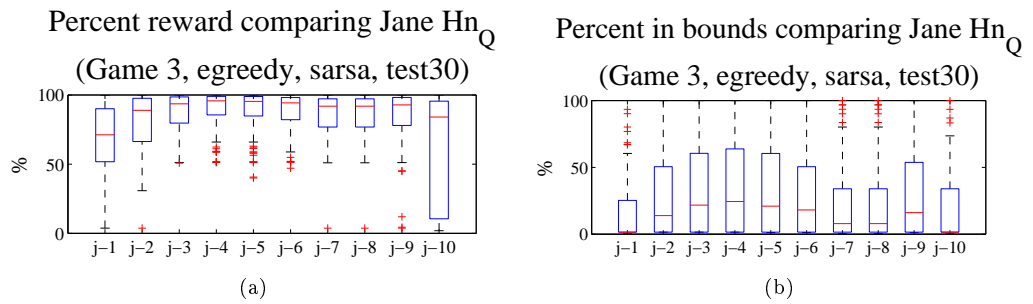 Percent reward comparing Jane Hn_Q
(Game 3, egreedy, sarsa, test30)
100
50
0
%
j−1 j−2 j−3 j−4 j−5 j−6 j−7 j−8 j−9 j−10
(a)
Percent in bounds comparing Jane Hn_Q
(Game 3, egreedy, sarsa, test30)
100
50
0
%
j−1 j−2 j−3 j−4 j−5 j−6 j−7 j−8 j−9 j−10
(b)